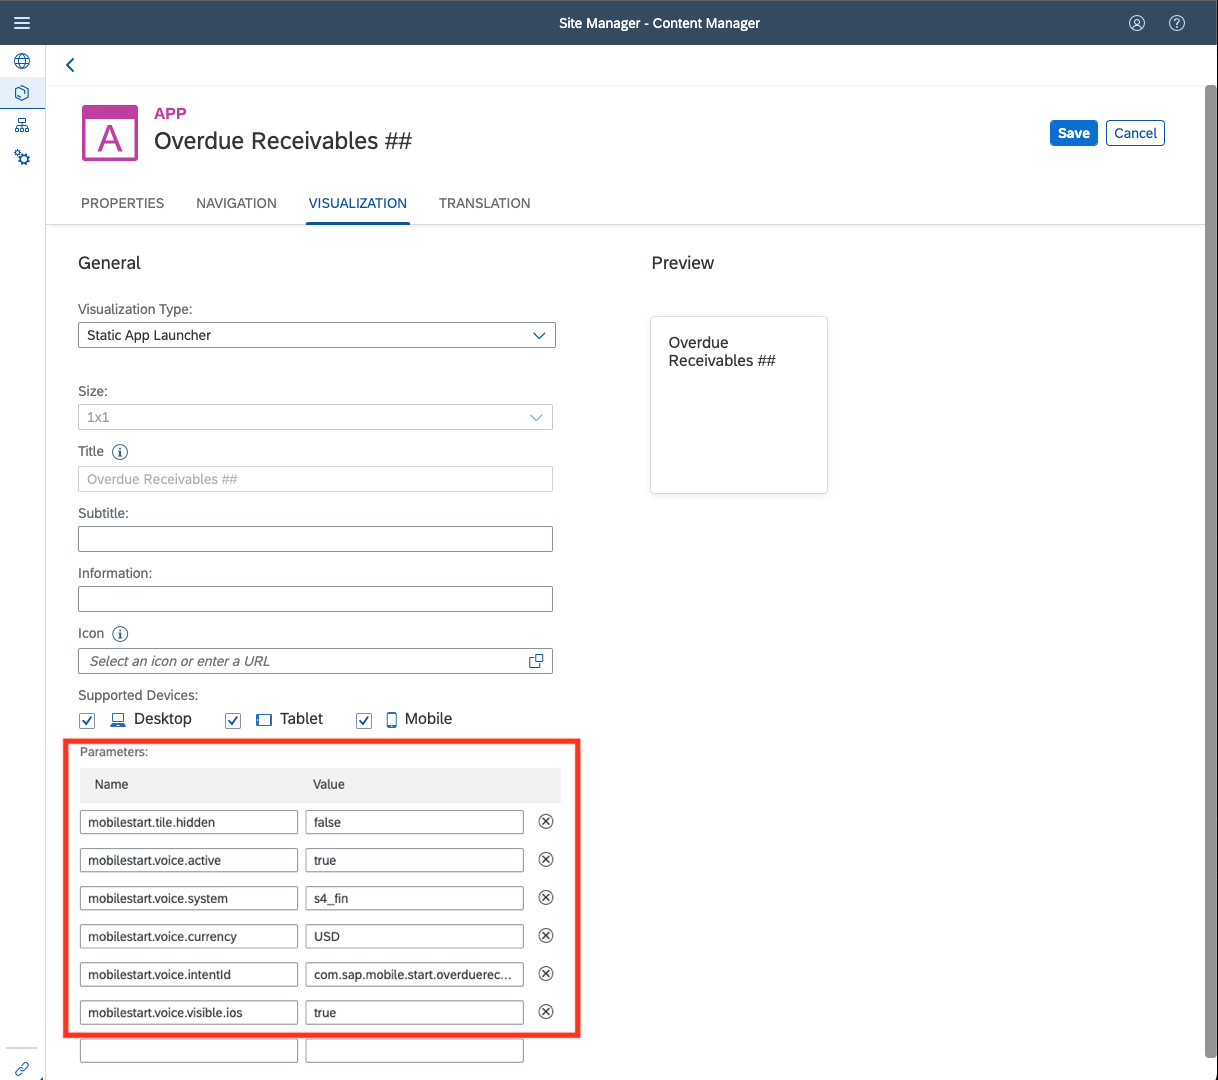 Site Manager - Content Manager
A
APP
Overdue Receivables ##
Save
Cancel
PROPERTIES
NAVIGATION
VISUALIZATION
TRANSLATION
General
Preview
Visualization Type:
Static App Launcher
Overdue
Receivables ##
Size:
1x1
Title
Overdue Receivables ##
Subtitle:
Information:
Icon
Select an icon or enter a URL
Supported Devices:
Desktop
Tablet
Mobile
Parameters:
Name
Value
mobilestart.tile.hidden
false
mobilestart.voice.active
true
mobilestart.voice.system
s4_fin
mobilestart.voice.currency
USD
mobilestart.voice.intentId
com.sap.mobile.start.overduerec...
mobilestart.voice.visible.ios
true